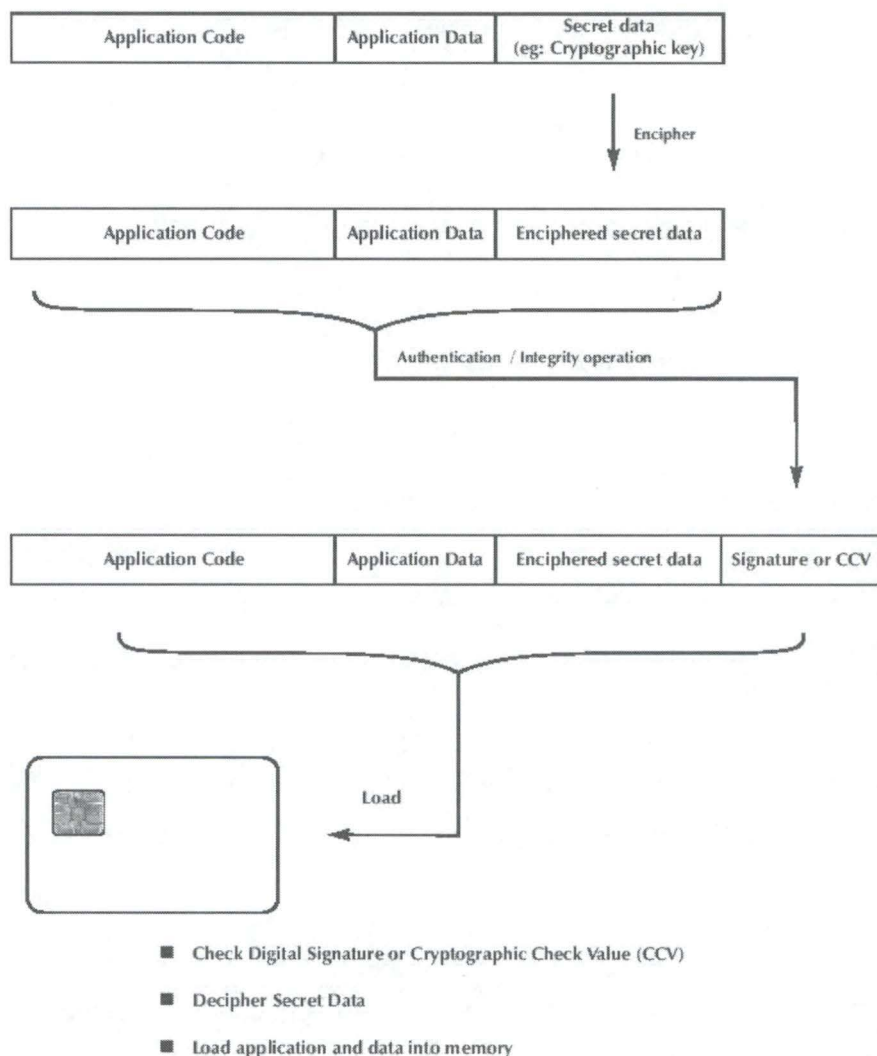 Application Code Application Data Secret data
(eg: Cryptographic key)
Encipher
Application Code Application Data Enciphered secret data
Authentication / Integrity operation
Application Code Application Data Enciphered secret data Signature or CCV
Load
■ Check Digital Signature or Cryptographic Check Value (CCV)
■ Decipher Secret Data
■ Load application and data into memory